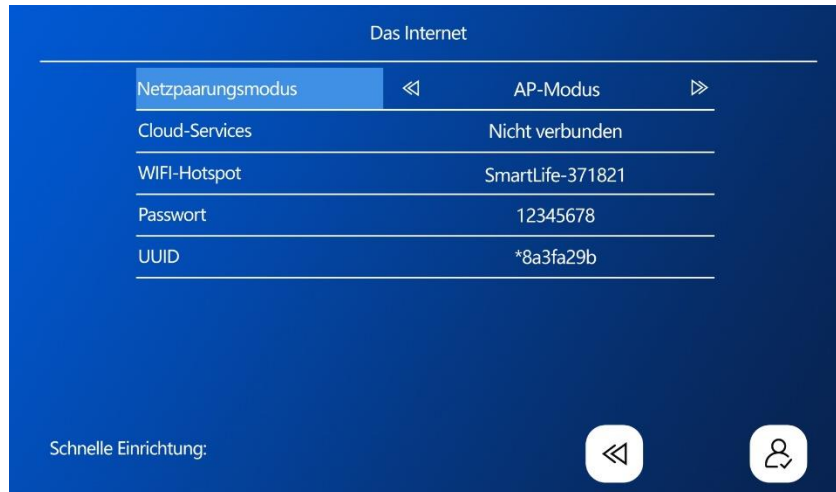 Das Internet
Netzpaarungsmodus AP-Modus
Cloud-Services Nicht verbunden
WIFI-Hotspot SmartLife-371821
Passwort 12345678
UUID *8a3fa29b
Schnelle Einrichtung: